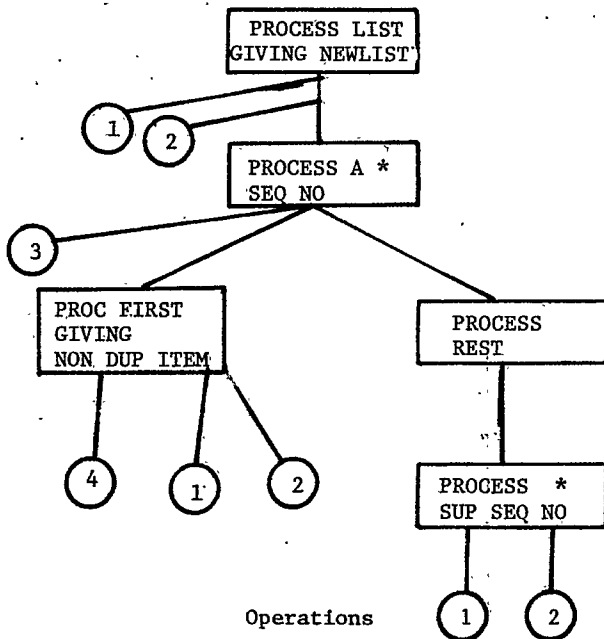 PROCESS LIST
GIVING NEWLIST
1
2
PROCESS A *
SEQ NO
3
PROC FIRST
GIVING
NON DUP ITEM
PROCESS
REST
4
1
2
PROCESS *
SUP SEQ NO
Operations
1
2